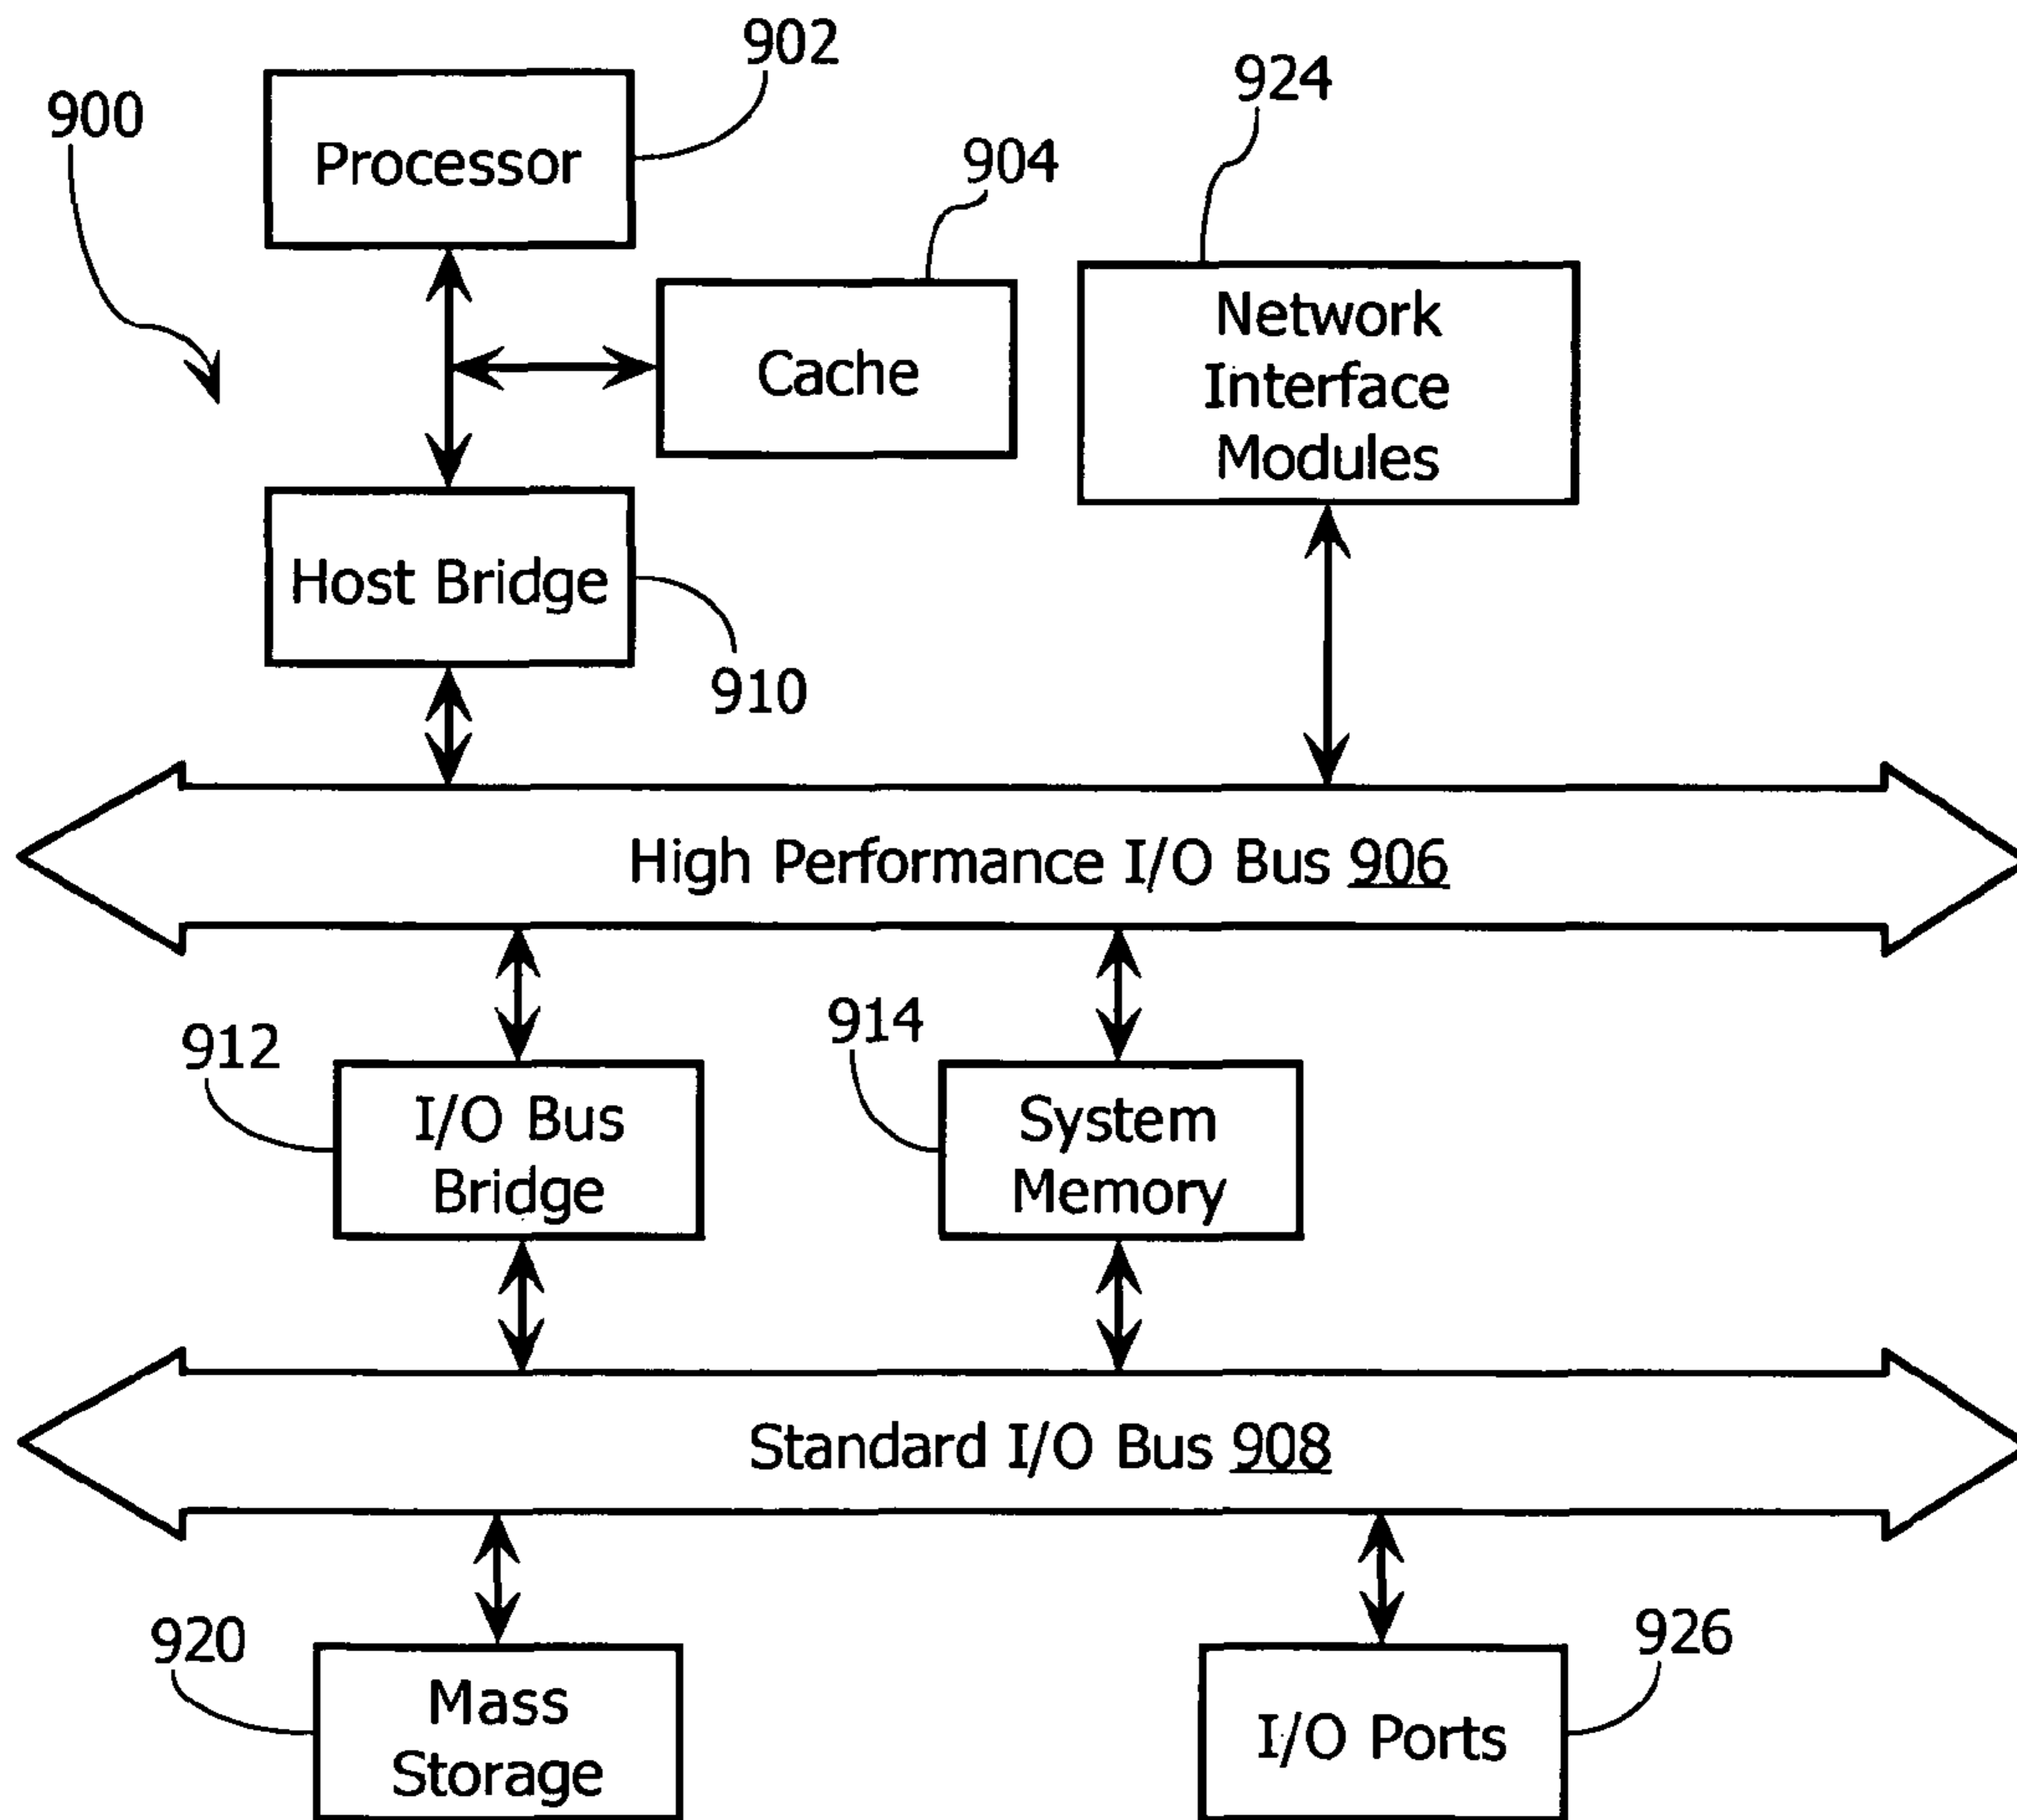 902
924
900
Processor
904
Network
Interface
Modules
Cache
Host Bridge
910
High Performance I/O Bus 906
912
914
I/O Bus
Bridge
System
Memory
Standard I/O Bus 908
920
926
Mass
Storage
I/O Ports